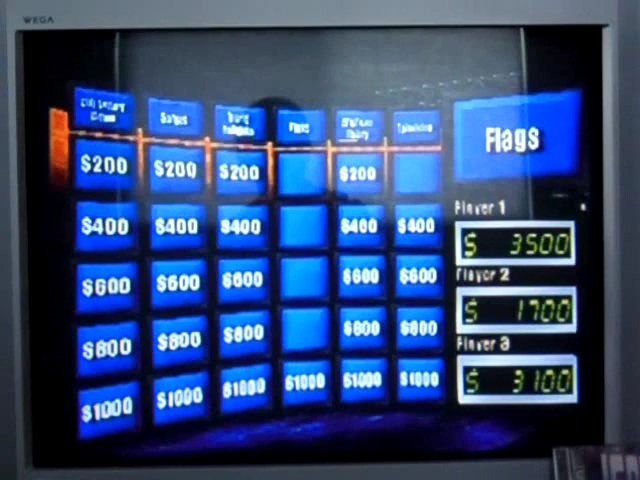 WEGA
Flags
$200 $200 $200 $200
$400 $400 $400 $400 $400
$600 $600 $600 $600 $600
$800 $800 $800 $800 $800
$1000 $1000 $1000 $1000 $1000 $1000
Flags
Player 1
$ 3500
Player 2
$ 1700
Player 3
$ 3100